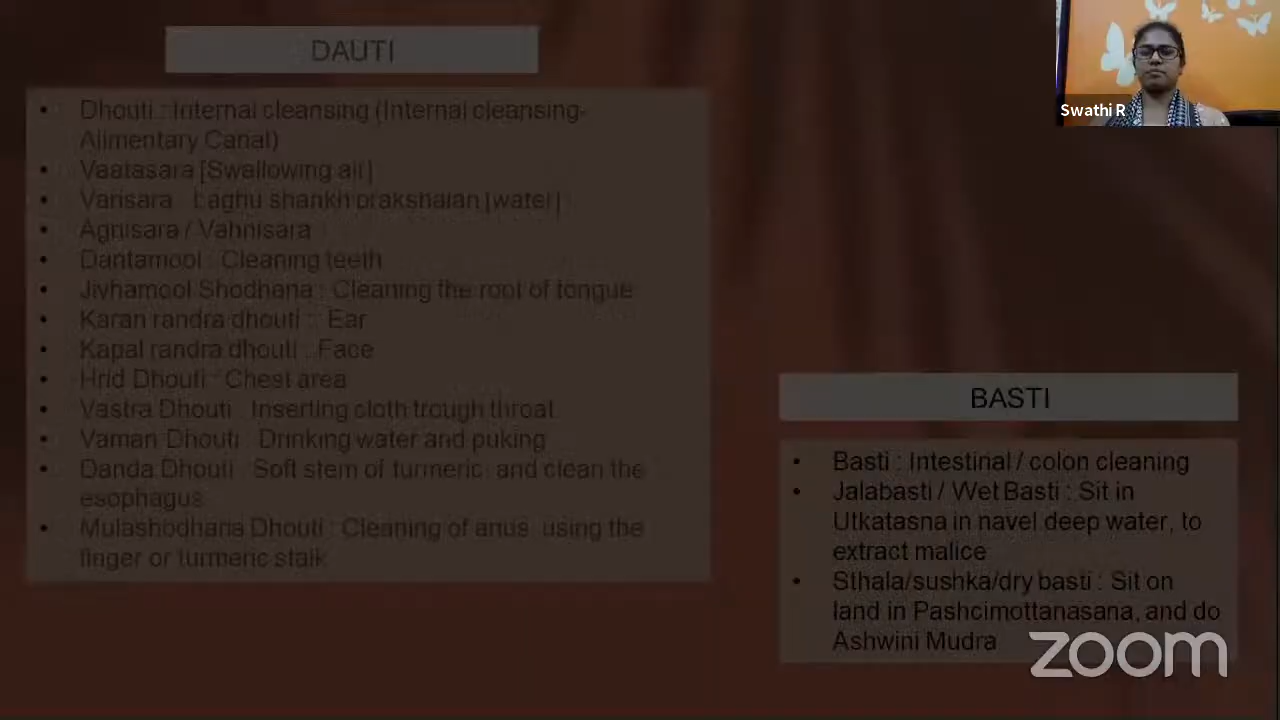 DAUTI
Swathi R
• Dhouti : Internal cleansing (Internal cleansing-
Alimentary Canal)
• Vaatasara [Swallowing air]
• Varisara : Laghu shankh prakshalan [water]
• Agnisara / Vahnisara
• Dantamool : Cleaning teeth
• Jivhamool Shodhana : Cleaning the root of tongue
• Karan randra dhouti : Ear
• Kapal randra dhouti : Face
• Hrid Dhouti : Chest area
• Vastra Dhouti : Inserting cloth trough throat
• Vaman Dhouti : Drinking water and puking
• Danda Dhouti : Soft stem of turmeric and clean the
esophagus
• Mulashodhana Dhouti : Cleaning of anus using the
finger or turmeric stalk
BASTI
• Basti : Intestinal / colon cleaning
• Jalabasti / Wet Basti : Sit in
Utkatasna in navel deep water, to
extract malice
• Sthala/sushka/dry basti : Sit on
land in Pashcimottanasana, and do
Ashwini Mudra
zoom